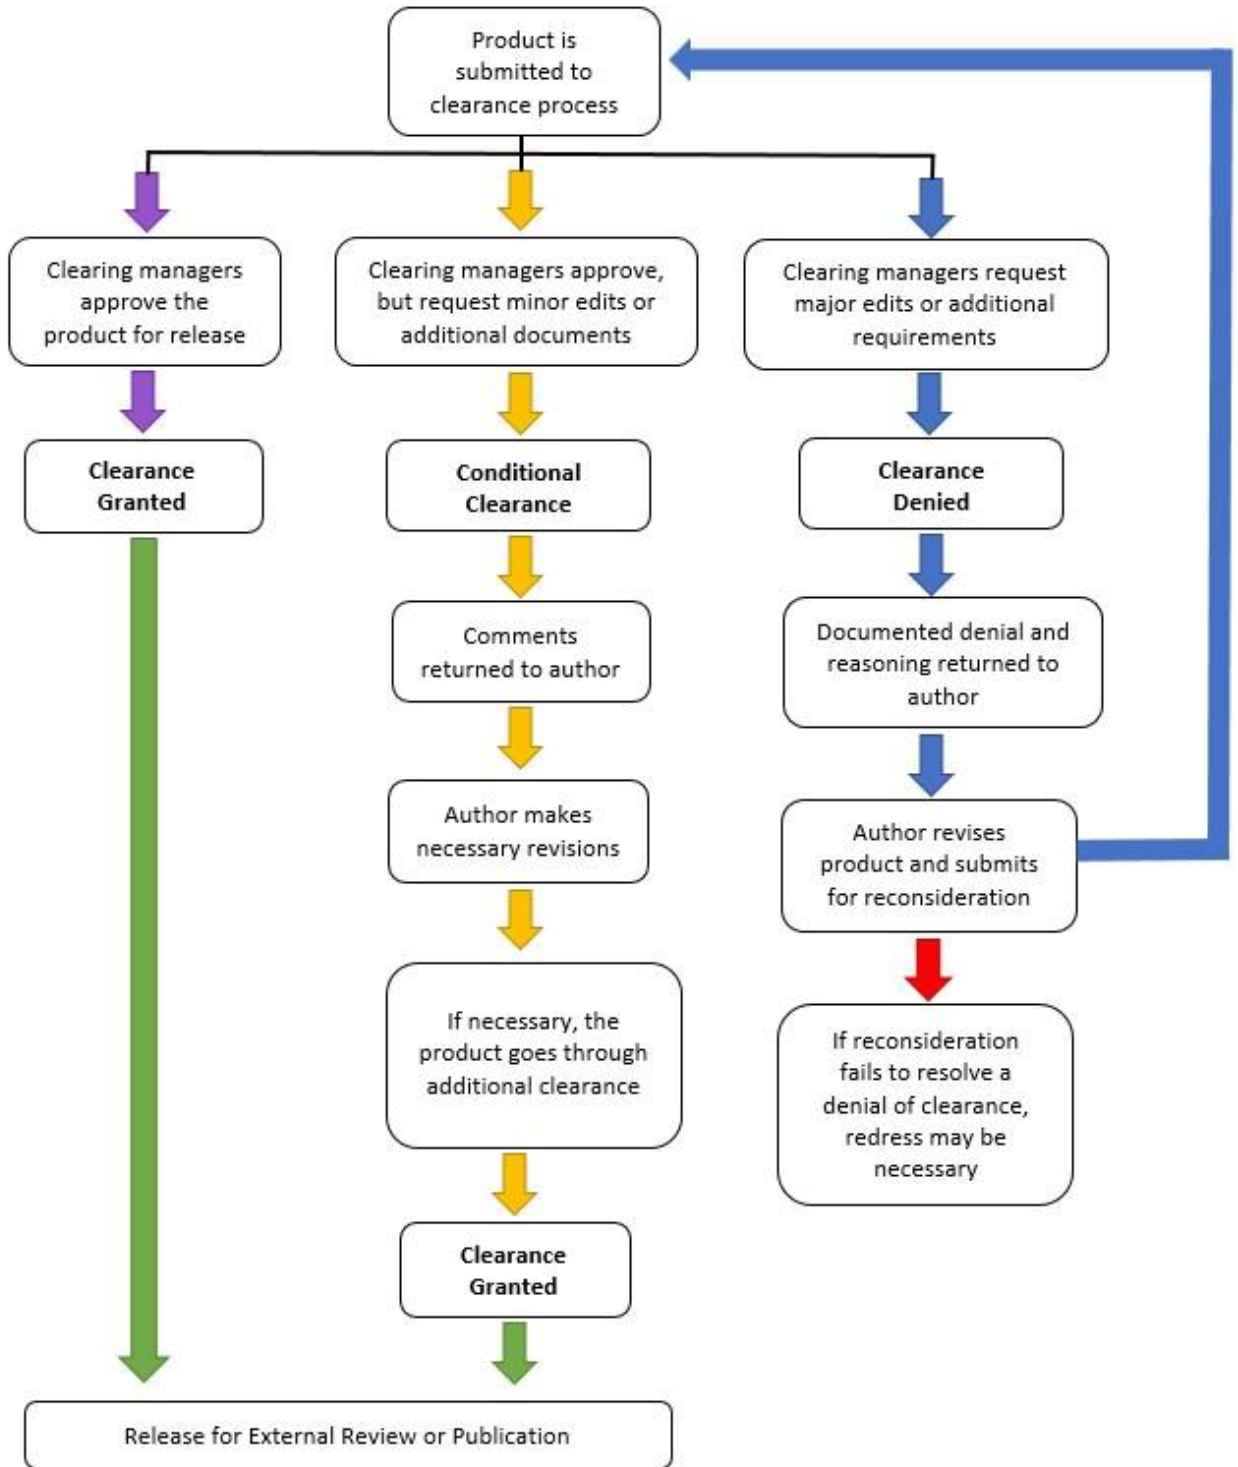 Product is
submitted to
clearance process
Clearing managers
approve the
product for release
Clearing managers approve,
but request minor edits or
additional documents
Clearing managers request
major edits or additional
requirements
Clearance
Granted
Conditional
Clearance
Clearance
Denied
Comments
returned to author
Documented denial and
reasoning returned to
author
Author makes
necessary revisions
Author revises
product and submits
for reconsideration
If necessary, the
product goes through
additional clearance
If reconsideration
fails to resolve a
denial of clearance,
redress may be
necessary
Clearance
Granted
Release for External Review or Publication